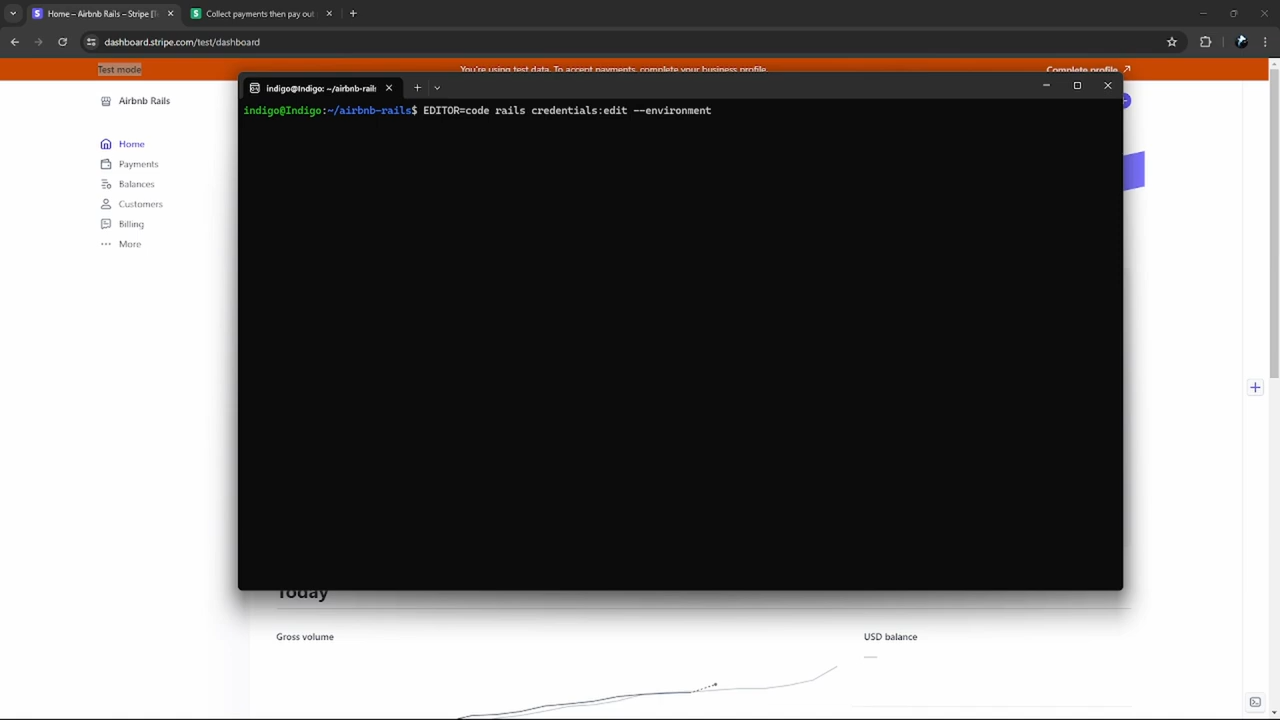 Home – Airbnb Rails – Stripe [T
Collect payments then pay out
dashboard.stripe.com/test/dashboard
Test mode
You're using test data. To accept payments, complete your business profile.
Complete profile
indigo@Indigo: ~/airbnb-rails
Airbnb Rails
indigo@Indigo:~/airbnb-rails$ EDITOR=code rails credentials:edit --environment
Home
Payments
Balances
Customers
Billing
More
Today
Gross volume
USD balance